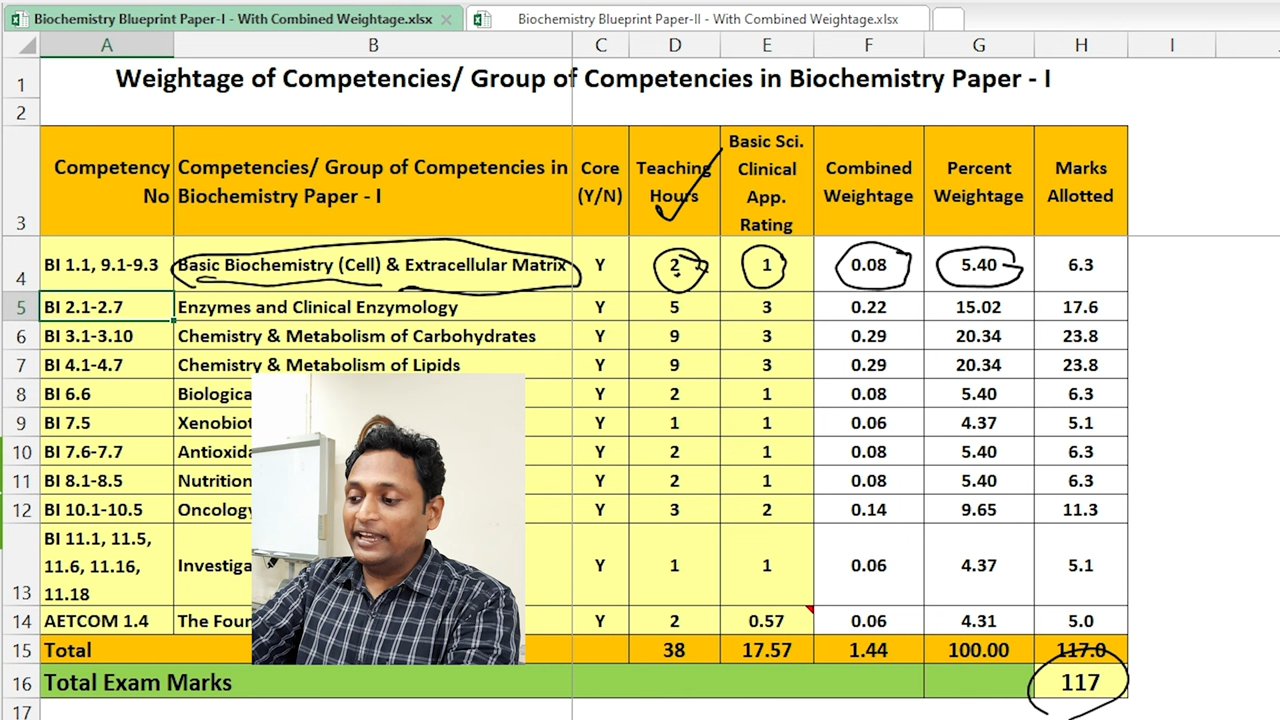 Biochemistry Blueprint Paper-I - With Combined Weightage.xlsx Biochemistry Blueprint Paper-II - With Combined Weightage.xlsx
A B C D E F G H I
1 Weightage of Competencies/ Group of Competencies in Biochemistry Paper - I
2
3 Competency No Competencies/ Group of Competencies in Biochemistry Paper - I Core (Y/N) Teaching Hours Basic Sci. Clinical App. Rating Combined Weightage Percent Weightage Marks Allotted
4 BI 1.1, 9.1-9.3 Basic Biochemistry (Cell) & Extracellular Matrix Y 2 1 0.08 5.40 6.3
5 BI 2.1-2.7 Enzymes and Clinical Enzymology Y 5 3 0.22 15.02 17.6
6 BI 3.1-3.10 Chemistry & Metabolism of Carbohydrates Y 9 3 0.29 20.34 23.8
7 BI 4.1-4.7 Chemistry & Metabolism of Lipids Y 9 3 0.29 20.34 23.8
8 BI 6.6 Biologica Y 2 1 0.08 5.40 6.3
9 BI 7.5 Xenobiot Y 1 1 0.06 4.37 5.1
10 BI 7.6-7.7 Antioxida Y 2 1 0.08 5.40 6.3
11 BI 8.1-8.5 Nutrition Y 2 1 0.08 5.40 6.3
12 BI 10.1-10.5 Oncology Y 3 2 0.14 9.65 11.3
13 BI 11.1, 11.5, 11.6, 11.16, 11.18 Investiga Y 1 1 0.06 4.37 5.1
14 AETCOM 1.4 The Four Y 2 0.57 0.06 4.31 5.0
15 Total 38 17.57 1.44 100.00 117.0
16 Total Exam Marks 117
17